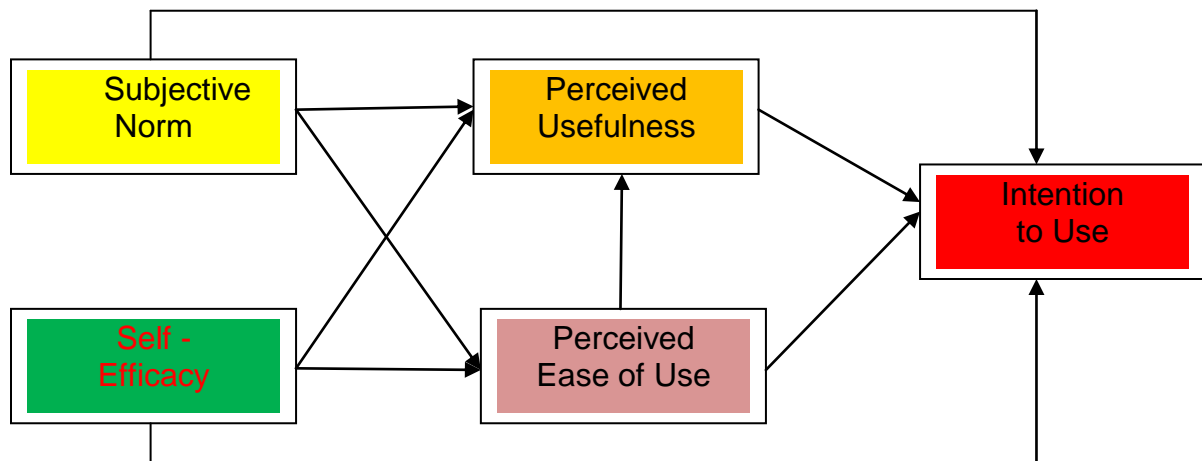 Subjective
Norm
Perceived
Usefulness
Intention
to Use
Self -
Efficacy
Perceived
Ease of Use